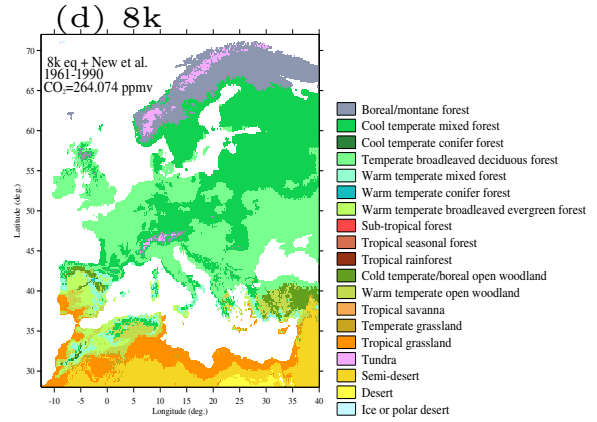 (d) 8k
8k eq + New et al.
1961-1990
CO₂=264.074 ppmv
70
65
60
55
50
45
40
35
30
Latitude (deg.)
-10 -5 0 5 10 15 20 25 30 35 40
Longitude (deg.)
Boreal/montane forest
Cool temperate mixed forest
Cool temperate conifer forest
Temperate broadleaved deciduous forest
Warm temperate mixed forest
Warm temperate conifer forest
Warm temperate broadleaved evergreen forest
Sub-tropical forest
Tropical seasonal forest
Tropical rainforest
Cold temperate/boreal open woodland
Warm temperate open woodland
Tropical savanna
Temperate grassland
Tropical grassland
Tundra
Semi-desert
Desert
Ice or polar desert